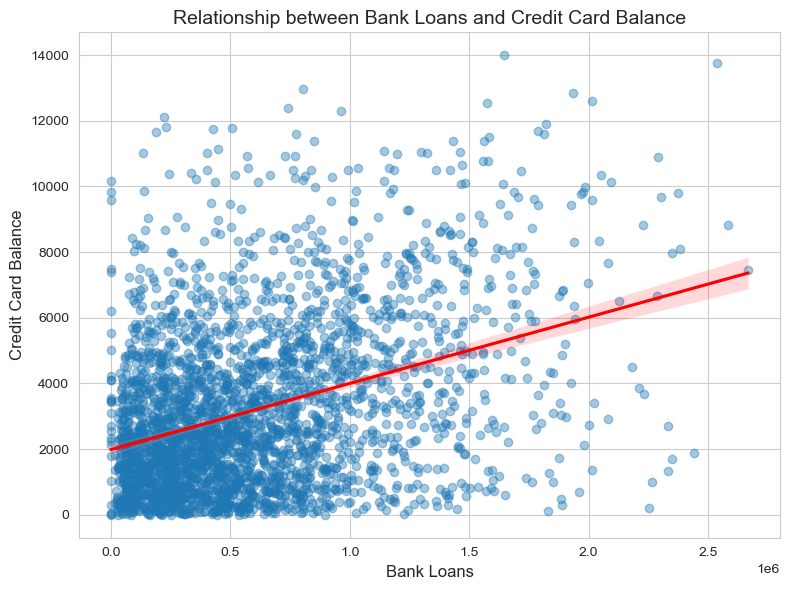 Relationship between Bank Loans and Credit Card Balance
Credit Card Balance
14000
12000
10000
8000
6000
4000
2000
0
0.0 0.5 1.0 1.5 2.0 2.5
1e6
Bank Loans